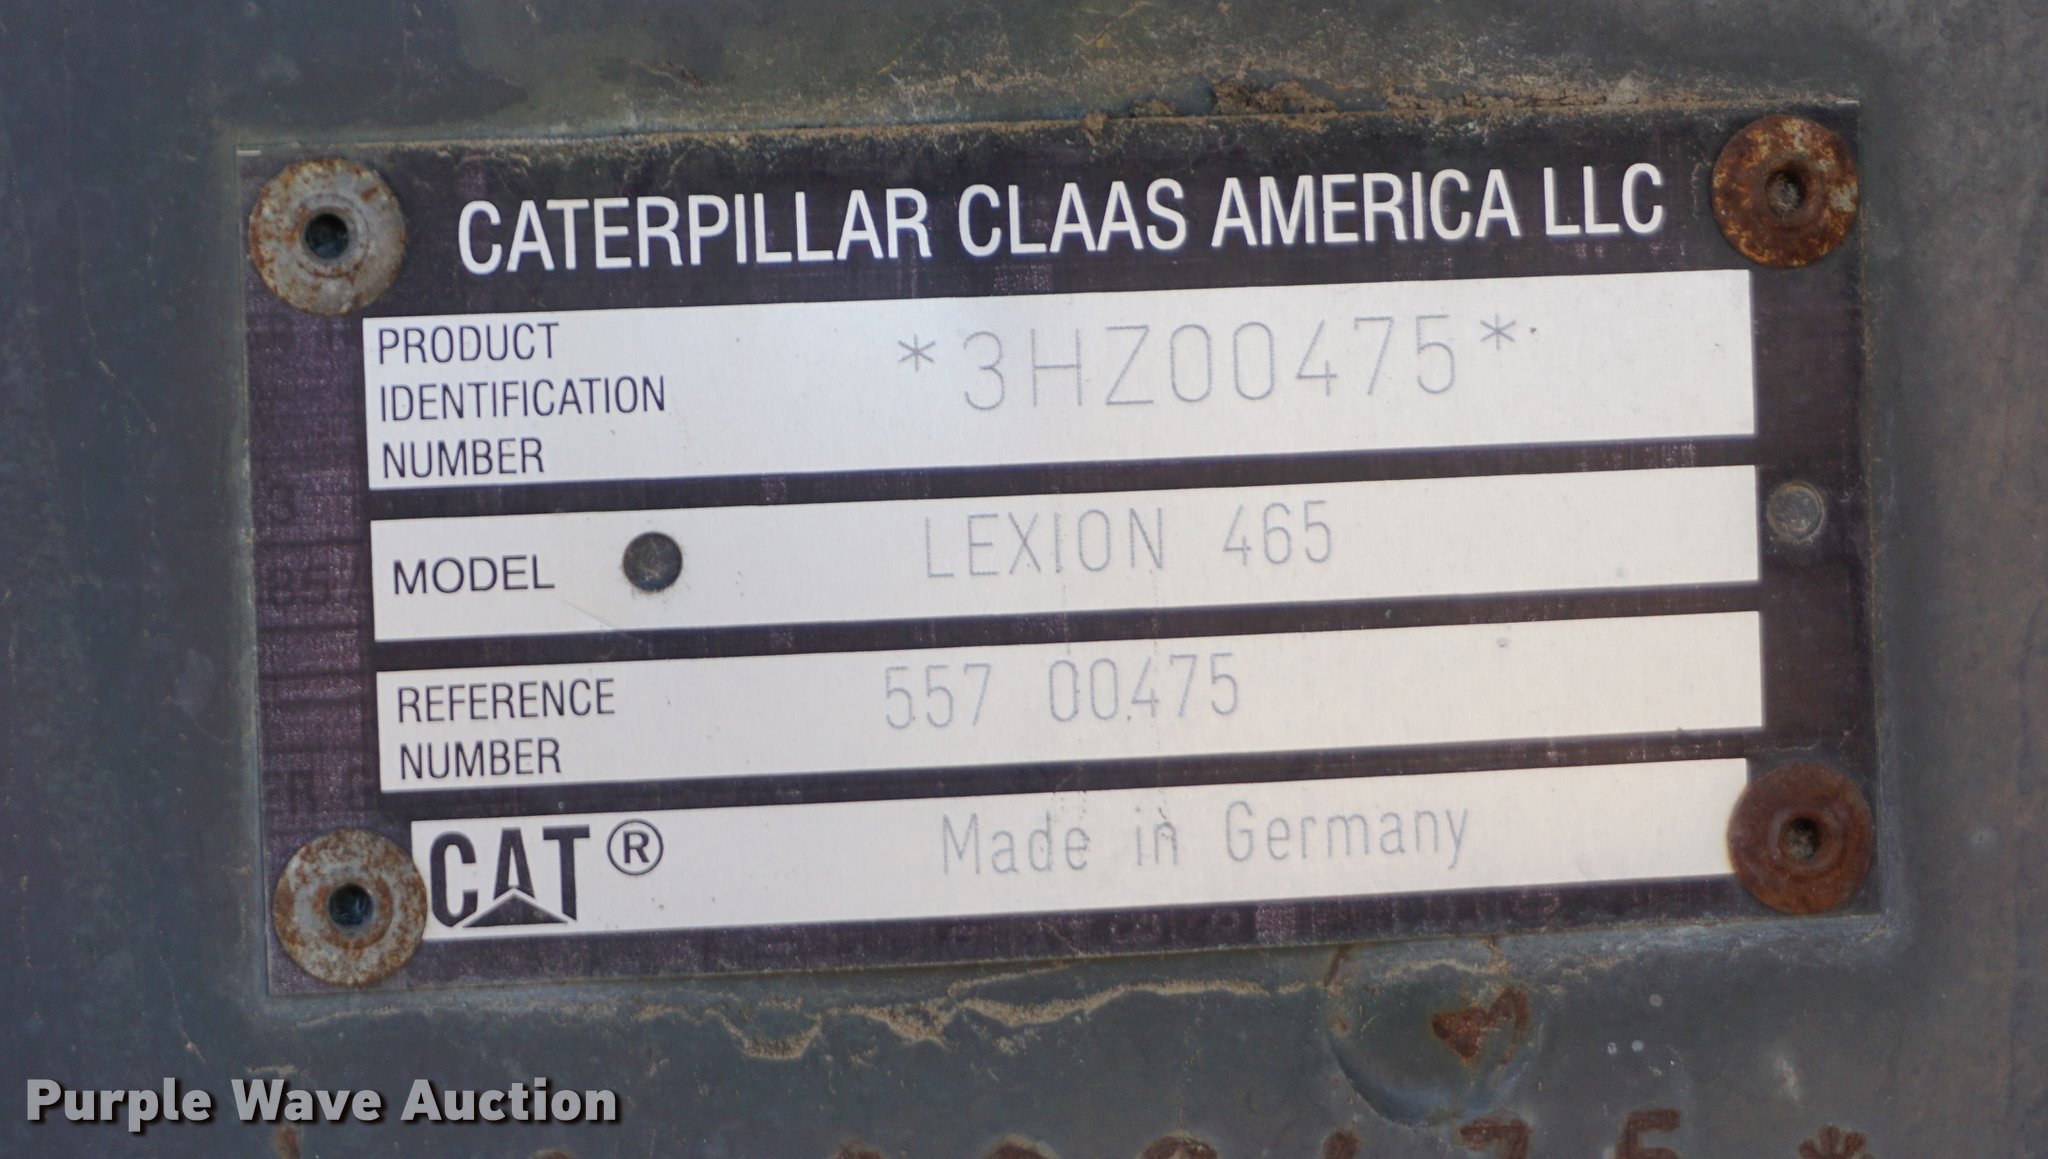 CATERPILLAR CLAAS AMERICA LLC
PRODUCT
IDENTIFICATION
NUMBER
*3HZ00475*
MODEL
LEXION 465
REFERENCE
NUMBER
557 00475
CAT®
Made in Germany
Purple Wave Auction
75*